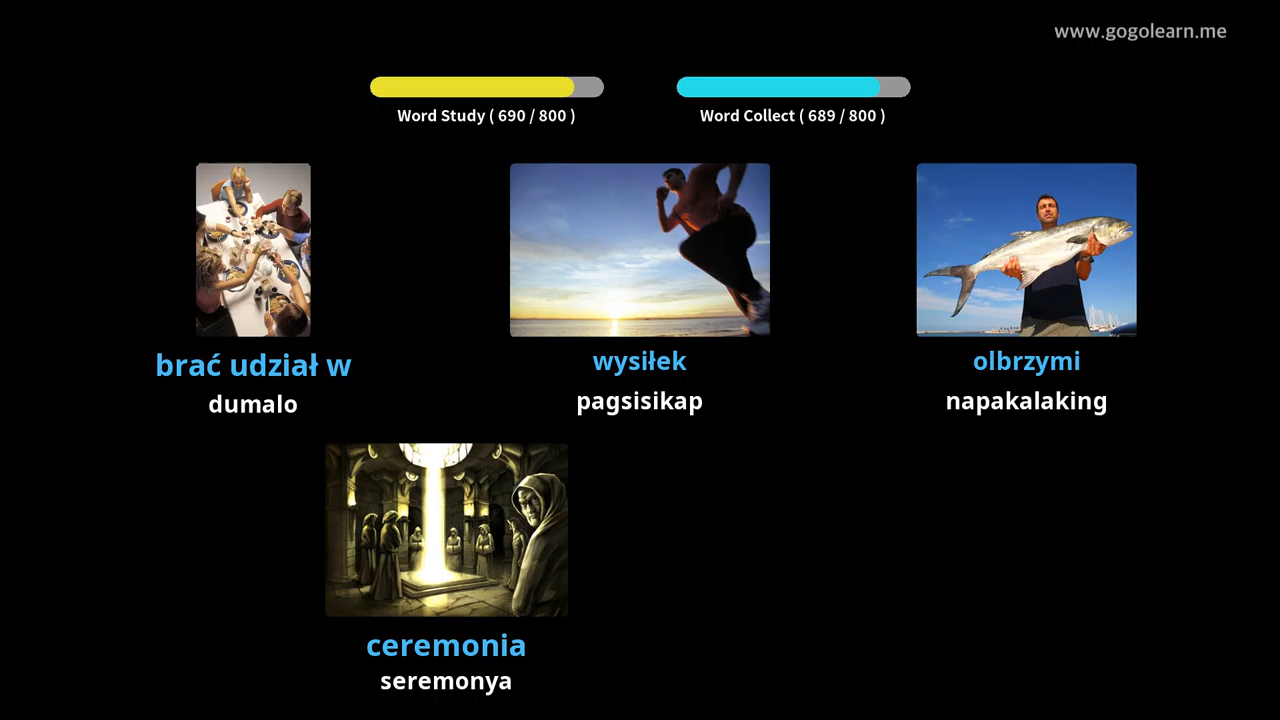 www.gogolearn.me
Word Study ( 690 / 800 )
Word Collect ( 689 / 800 )
brać udział w
dumalo
wysiłek
pagsisikap
olbrzymi
napakalaking
ceremonia
seremonya